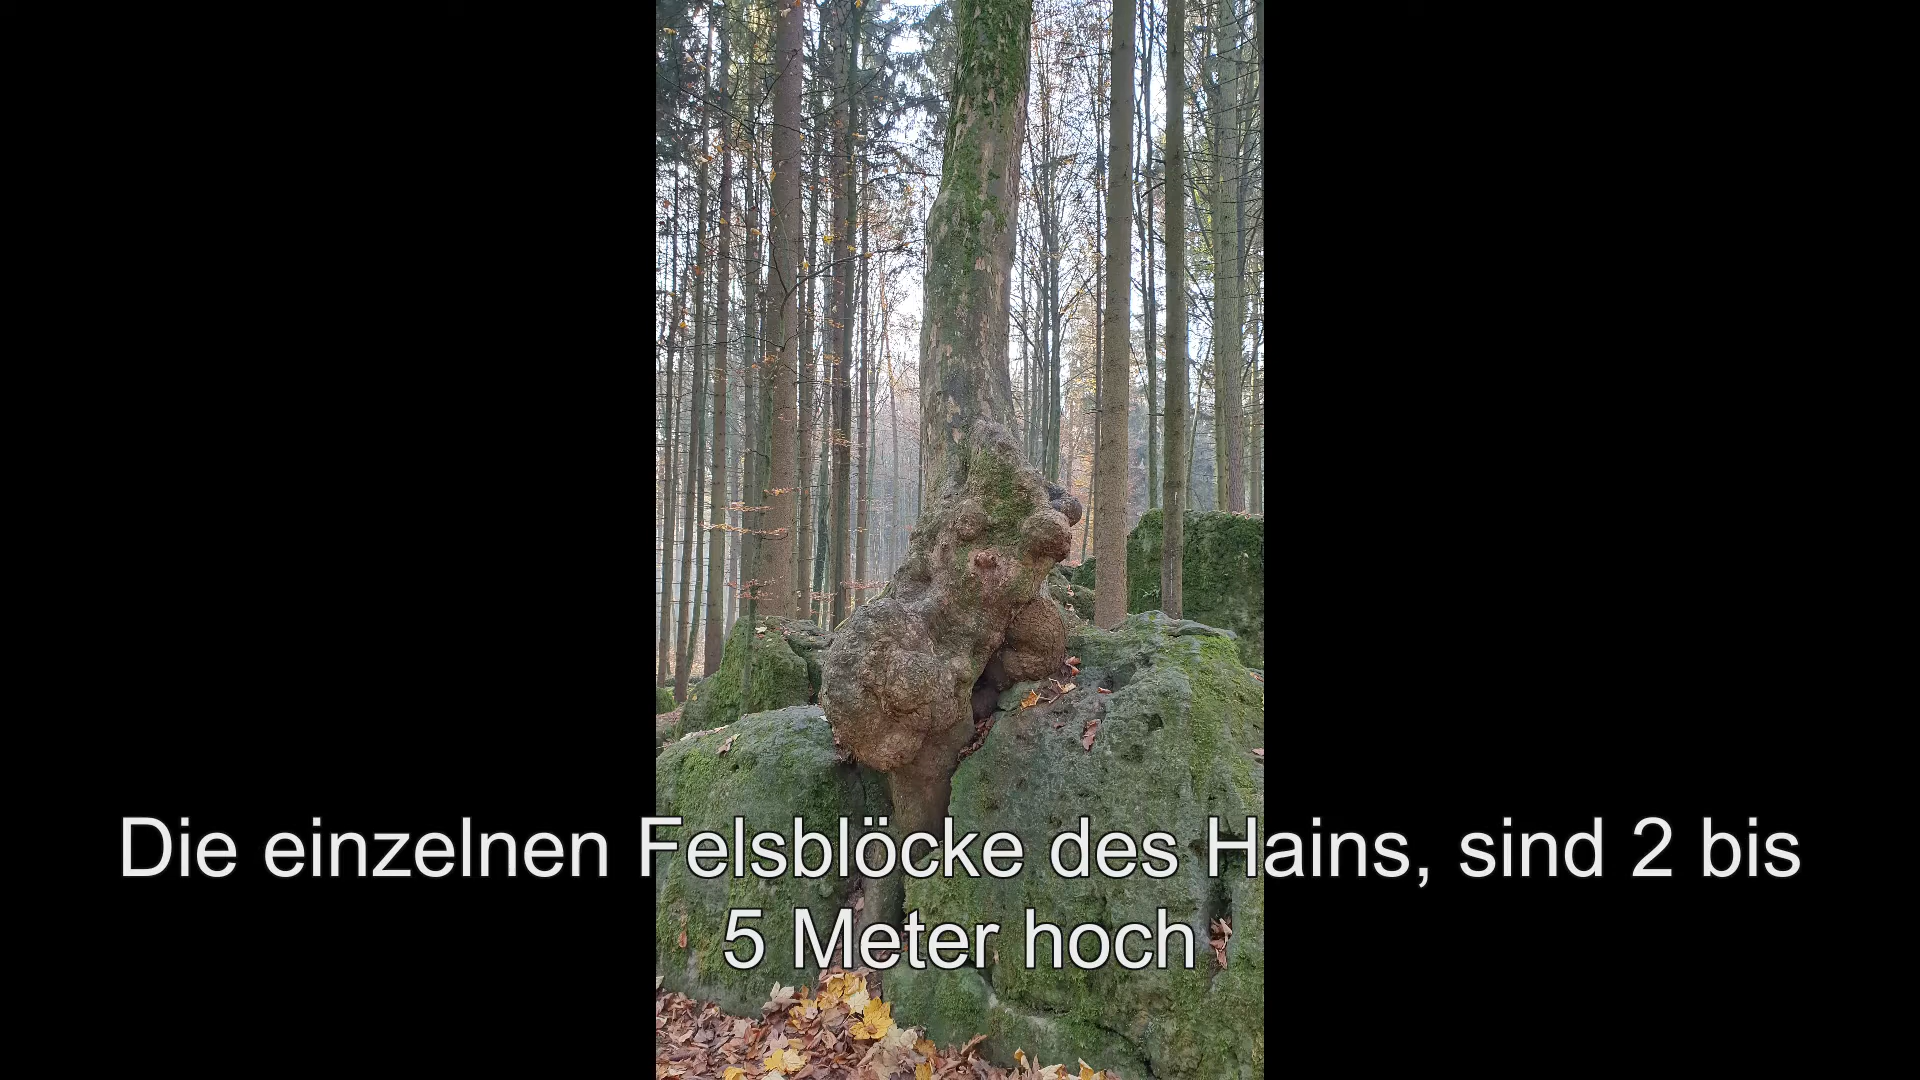 Die einzelnen Felsblöcke des Hains, sind 2 bis
5 Meter hoch